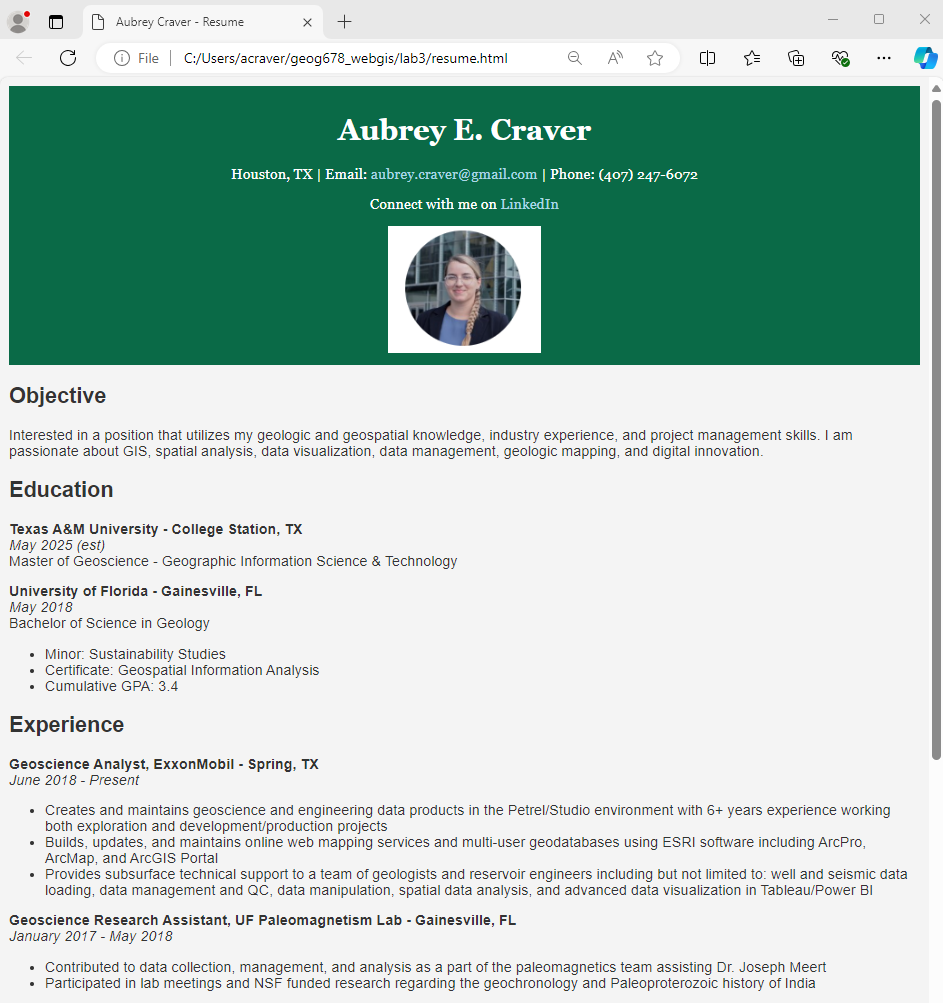 Aubrey Craver - Resume
File
C:/Users/acraver/geog678_webgis/lab3/resume.html
Aubrey E. Craver
Houston, TX | Email: aubrey.craver@gmail.com | Phone: (407) 247-6072
Connect with me on LinkedIn
Objective
Interested in a position that utilizes my geologic and geospatial knowledge, industry experience, and project management skills. I am
passionate about GIS, spatial analysis, data visualization, data management, geologic mapping, and digital innovation.
Education
Texas A&M University - College Station, TX
May 2025 (est)
Master of Geoscience - Geographic Information Science & Technology
University of Florida - Gainesville, FL
May 2018
Bachelor of Science in Geology
• Minor: Sustainability Studies
• Certificate: Geospatial Information Analysis
• Cumulative GPA: 3.4
Experience
Geoscience Analyst, ExxonMobil - Spring, TX
June 2018 - Present
• Creates and maintains geoscience and engineering data products in the Petrel/Studio environment with 6+ years experience working
both exploration and development/production projects
• Builds, updates, and maintains online web mapping services and multi-user geodatabases using ESRI software including ArcPro,
ArcMap, and ArcGIS Portal
• Provides subsurface technical support to a team of geologists and reservoir engineers including but not limited to: well and seismic data
loading, data management and QC, data manipulation, spatial data analysis, and advanced data visualization in Tableau/Power BI
Geoscience Research Assistant, UF Paleomagnetism Lab - Gainesville, FL
January 2017 - May 2018
• Contributed to data collection, management, and analysis as a part of the paleomagnetics team assisting Dr. Joseph Meert
• Participated in lab meetings and NSF funded research regarding the geochronology and Paleoproterozoic history of India